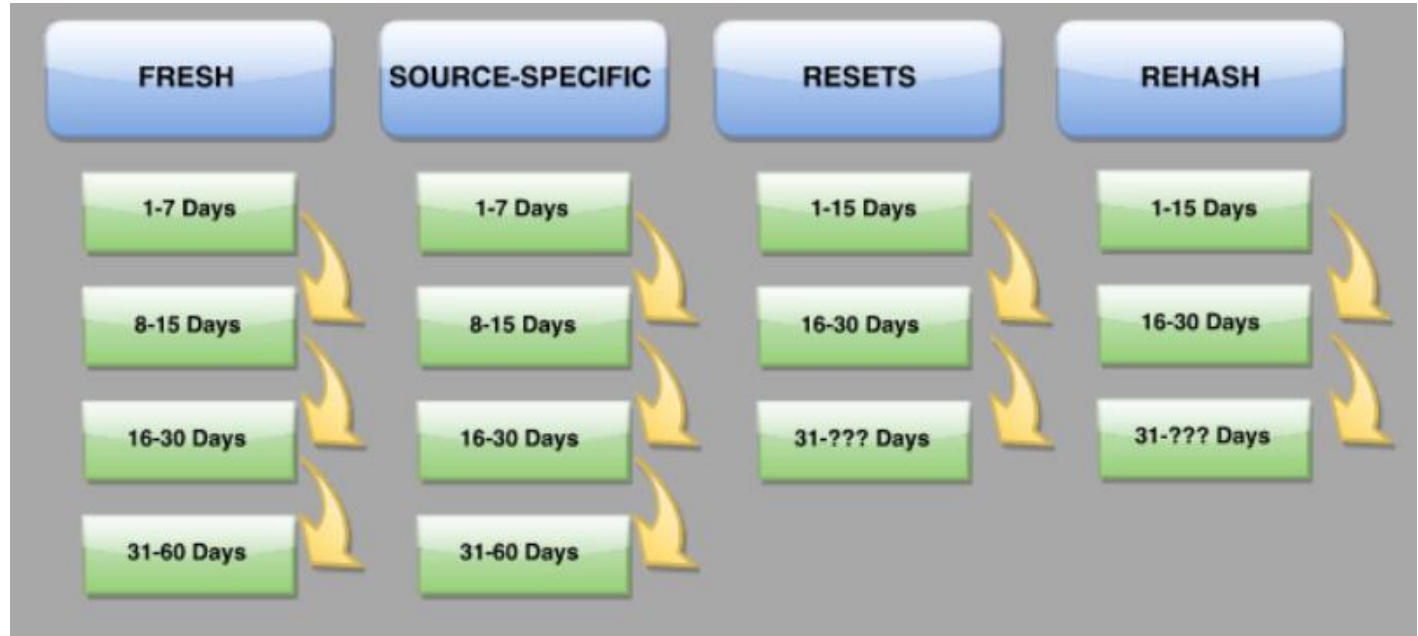 FRESH
SOURCE-SPECIFIC
RESETS
REHASH
1-7 Days
1-7 Days
1-15 Days
1-15 Days
8-15 Days
8-15 Days
16-30 Days
16-30 Days
16-30 Days
16-30 Days
31-??? Days
31-??? Days
31-60 Days
31-60 Days